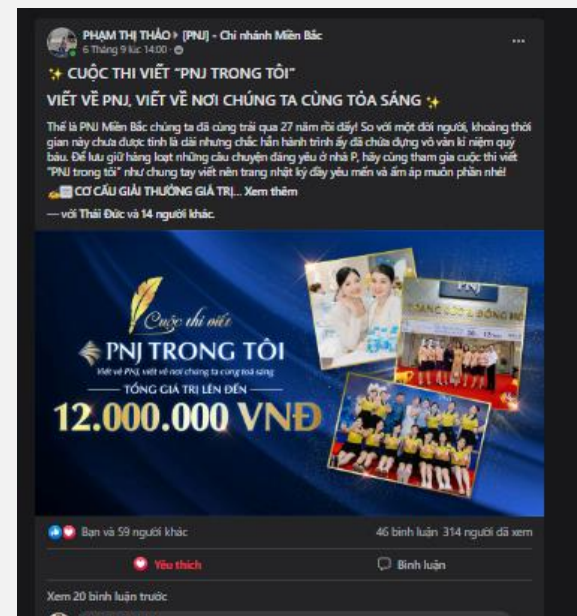 PHẠM THỊ THẢO ▸ [PNJ] - Chi nhánh Miền Bắc
6 Tháng 9 lúc 14:00 ·
✨ CUỘC THI VIẾT "PNJ TRONG TÔI"
VIẾT VỀ PNJ, VIẾT VỀ NƠI CHÚNG TA CÙNG TỎA SÁNG ✨
Thế là PNJ Miền Bắc chúng ta đã cùng trải qua 27 năm rồi đấy! So với một đời người, khoảng thời
gian này chưa được tính là dài nhưng chắc hẳn hành trình ấy đã chứa đựng vô vàn kỉ niệm quý
báu. Để lưu giữ hàng loạt những câu chuyện đáng yêu ở nhà P, hãy cùng tham gia cuộc thi viết
"PNJ trong tôi" như chung tay viết nên trang nhật ký đầy yêu mến và ấm áp muôn phần nhé!
CƠ CẤU GIẢI THƯỞNG GIÁ TRỊ... Xem thêm
— với Thái Đức và 14 người khác.
Cuộc thi viết
PNJ TRONG TÔI
Viết về PNJ, viết về nơi chúng ta cùng toả sáng
TỔNG GIÁ TRỊ LÊN ĐẾN
12.000.000 VNĐ
PNJ
Bạn và 59 người khác
46 bình luận 314 người đã xem
Yêu thích
Bình luận
Xem 20 bình luận trước